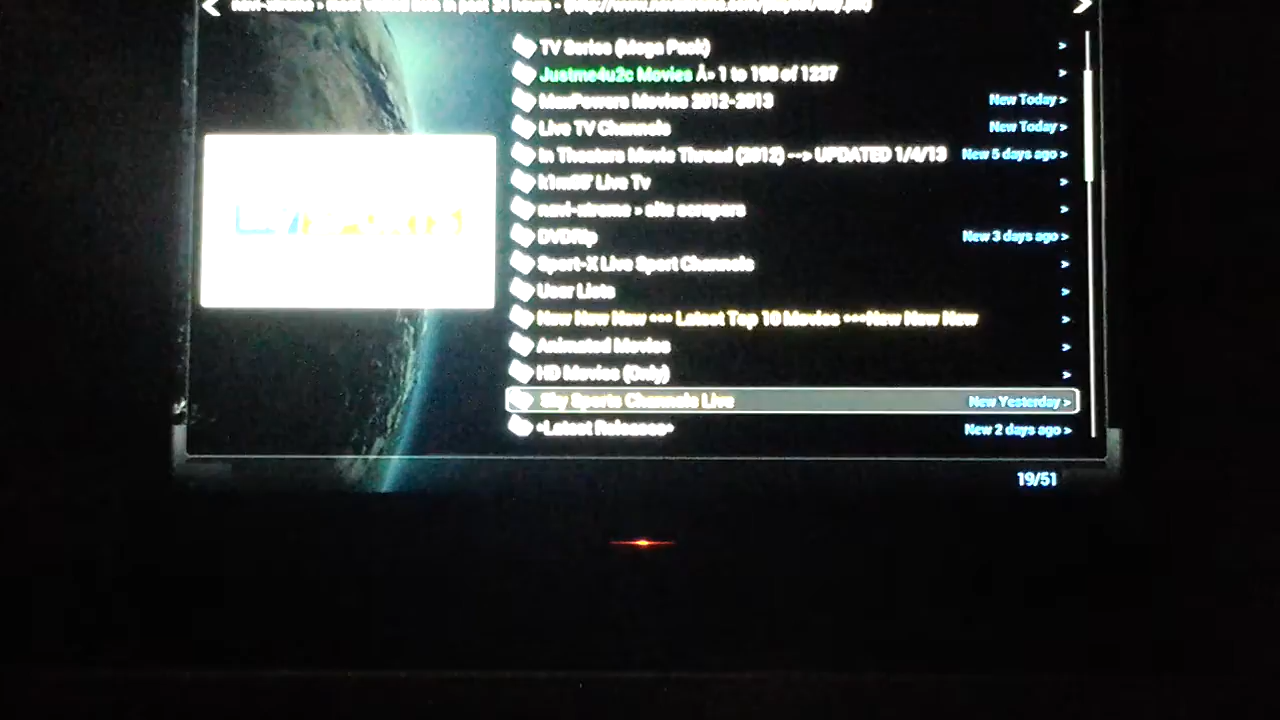 TV Series (Mega Pack) >
Justme4u2c Movies Â» 1 to 198 of 1237 >
MaxPowers Movies 2012-2013 New Today >
Live TV Channels New Today >
In Theaters Movie Thread (2012) --> UPDATED 1/4/13 New 5 days ago >
Live Tv >
navi-xtreme > site scrapers >
DVDRip New 3 days ago >
Sport-X Live Sport Channels >
User Lists >
New New New *** Latest Top 10 Movies ***New New New >
Animated Movies >
HD Movies (Only) >
Sky Sports Channels Live New Yesterday >
*Latest Releases* New 2 days ago >
19/51